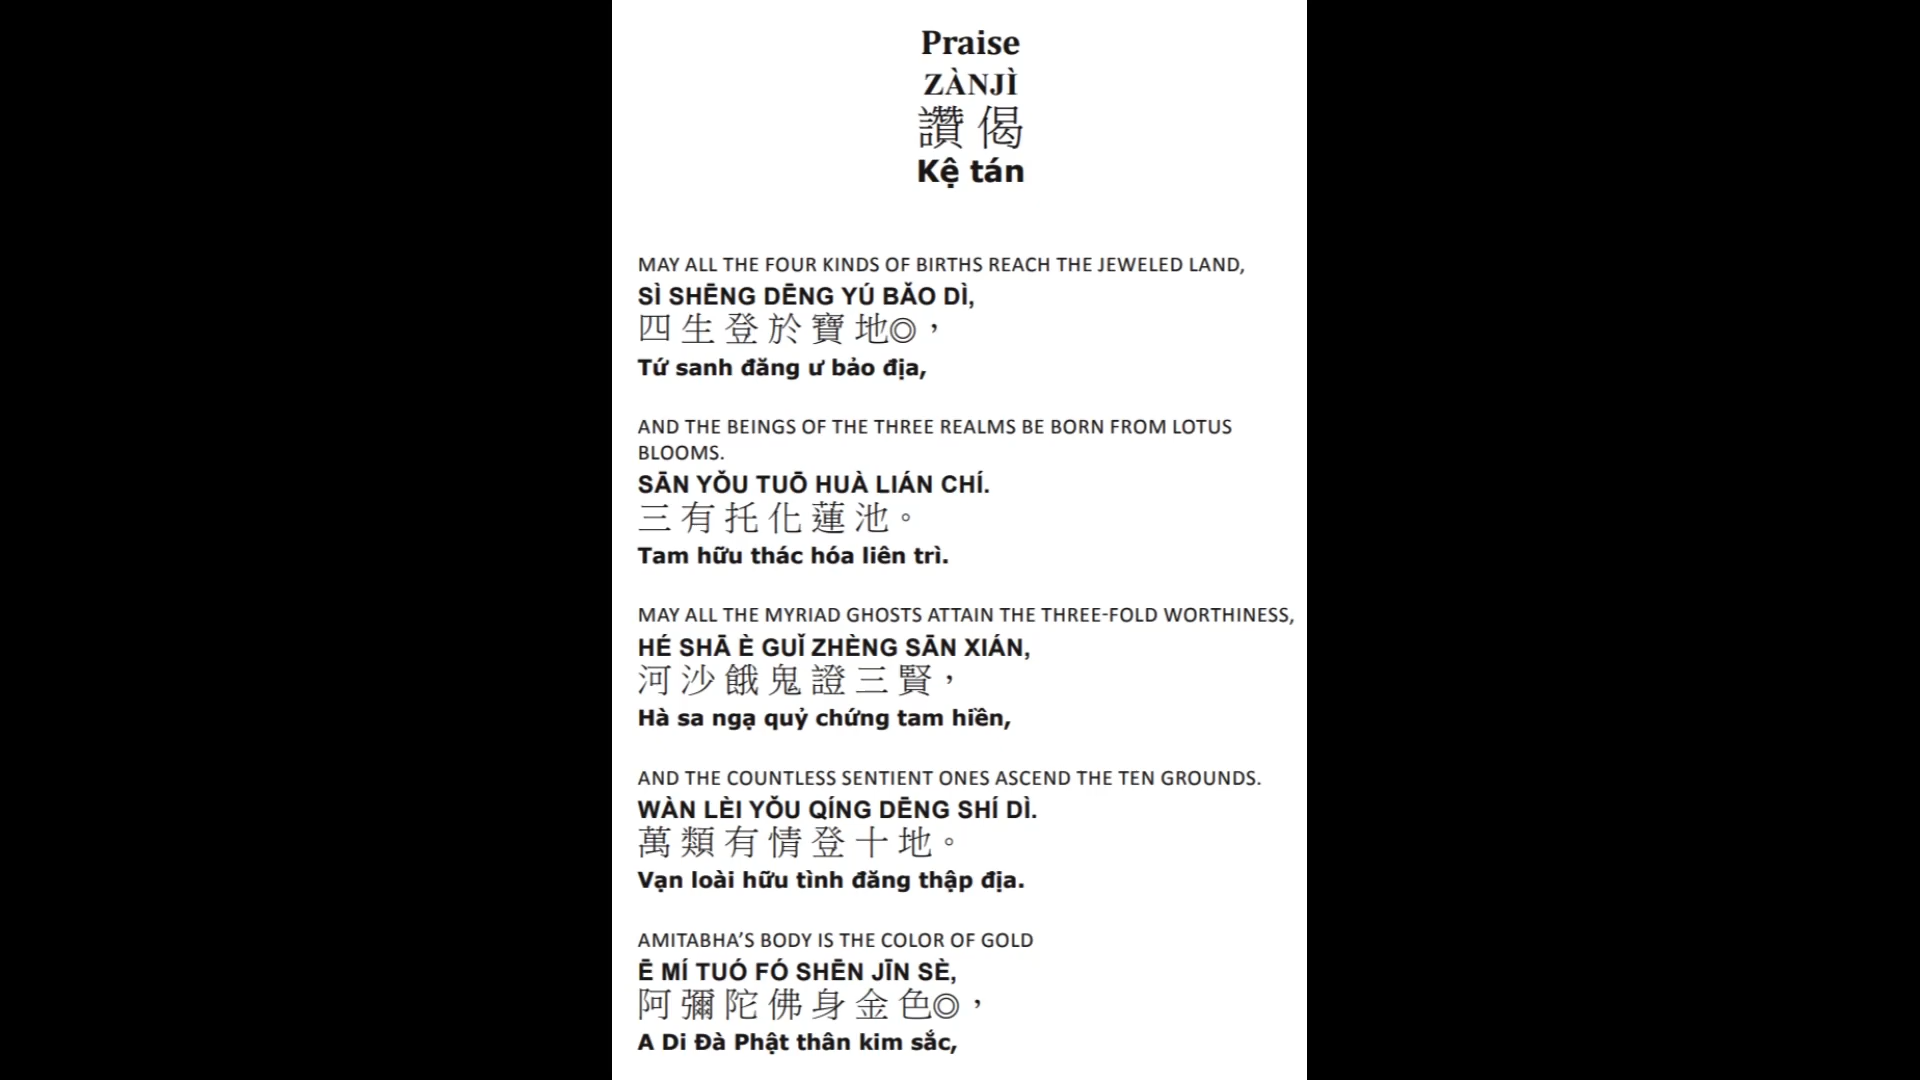 Praise
ZÀNJÌ
讚 偈
Kệ tán
MAY ALL THE FOUR KINDS OF BIRTHS REACH THE JEWELED LAND,
SÌ SHĒNG DĒNG YÚ BǍO DÌ,
四 生 登 於 寶 地◎，
Tứ sanh đăng ư bảo địa,
AND THE BEINGS OF THE THREE REALMS BE BORN FROM LOTUS
BLOOMS.
SĀN YǑU TUŌ HUÀ LIÁN CHÍ.
三 有 托 化 蓮 池。
Tam hữu thác hóa liên trì.
MAY ALL THE MYRIAD GHOSTS ATTAIN THE THREE-FOLD WORTHINESS,
HÉ SHĀ È GUǏ ZHÈNG SĀN XIÁN,
河 沙 餓 鬼 證 三 賢，
Hà sa ngạ quỷ chứng tam hiền,
AND THE COUNTLESS SENTIENT ONES ASCEND THE TEN GROUNDS.
WÀN LÈI YǑU QÍNG DĒNG SHÍ DÌ.
萬 類 有 情 登 十 地。
Vạn loài hữu tình đăng thập địa.
AMITABHA’S BODY IS THE COLOR OF GOLD
Ē MÍ TUÓ FÓ SHĒN JĪN SÈ,
阿 彌 陀 佛 身 金 色◎，
A Di Đà Phật thân kim sắc,